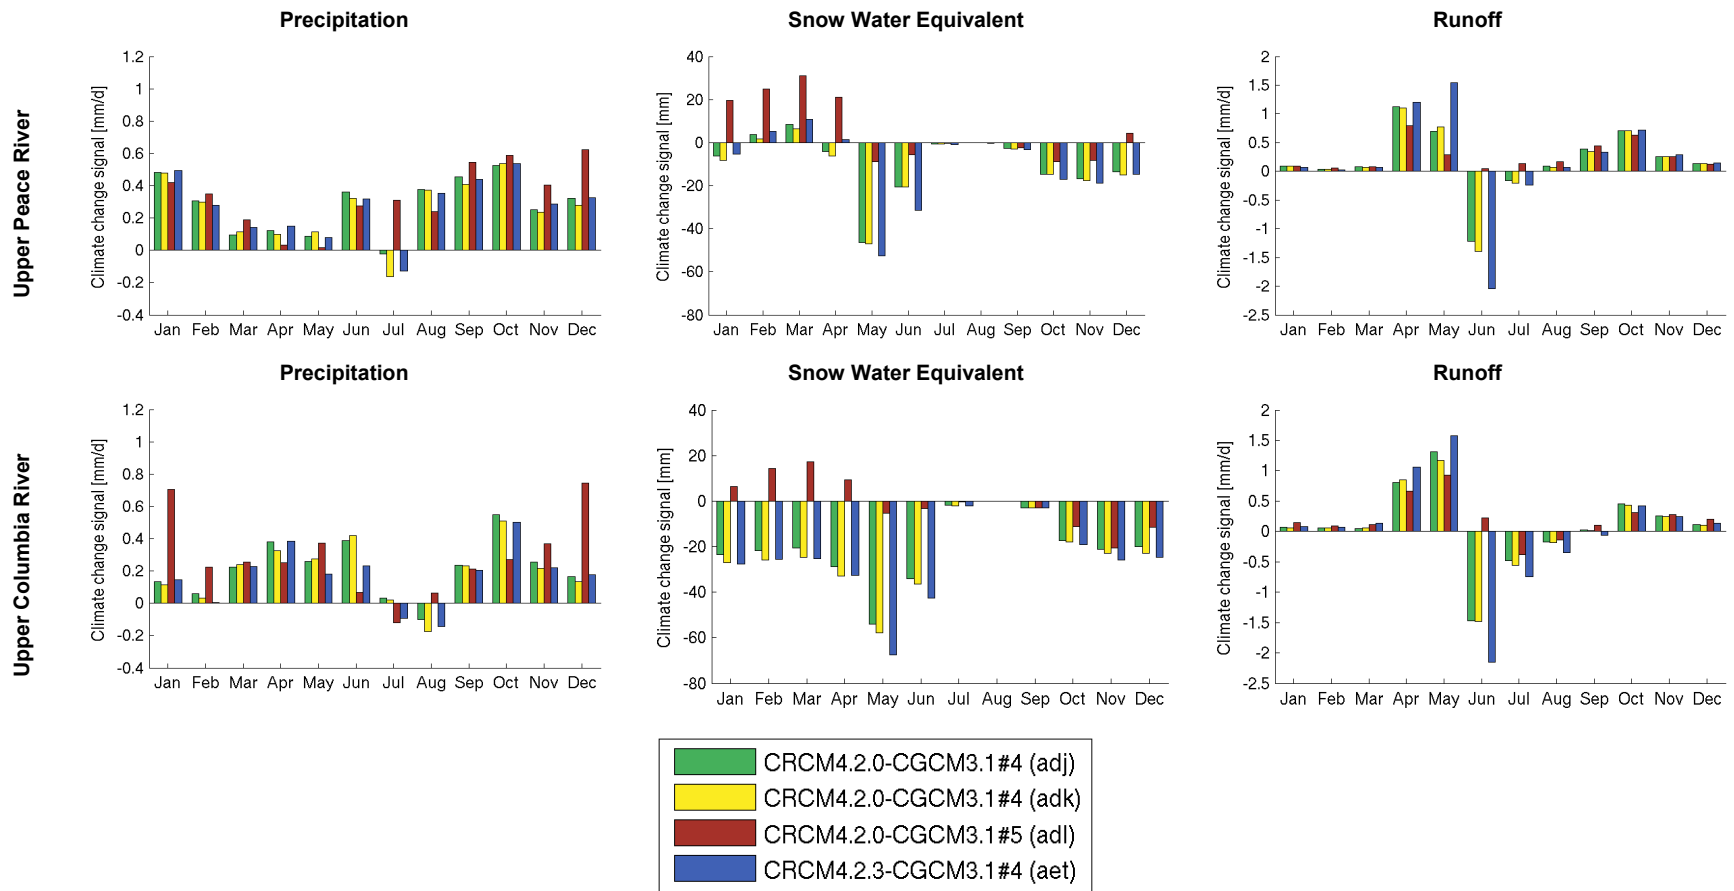 Precipitation
Snow Water Equivalent
Runoff
Upper Peace River
Climate change signal [mm/d]
1.2
1
0.8
0.6
0.4
0.2
0
-0.2
-0.4
Jan Feb Mar Apr May Jun Jul Aug Sep Oct Nov Dec
Climate change signal [mm]
40
20
0
-20
-40
-60
-80
Jan Feb Mar Apr May Jun Jul Aug Sep Oct Nov Dec
Climate change signal [mm/d]
2
1.5
1
0.5
0
-0.5
-1
-1.5
-2
-2.5
Jan Feb Mar Apr May Jun Jul Aug Sep Oct Nov Dec
Precipitation
Snow Water Equivalent
Runoff
Upper Columbia River
Climate change signal [mm/d]
1.2
1
0.8
0.6
0.4
0.2
0
-0.2
-0.4
Jan Feb Mar Apr May Jun Jul Aug Sep Oct Nov Dec
Climate change signal [mm]
40
20
0
-20
-40
-60
-80
Jan Feb Mar Apr May Jun Jul Aug Sep Oct Nov Dec
Climate change signal [mm/d]
2
1.5
1
0.5
0
-0.5
-1
-1.5
-2
-2.5
Jan Feb Mar Apr May Jun Jul Aug Sep Oct Nov Dec
CRCM4.2.0-CGCM3.1#4 (adj)
CRCM4.2.0-CGCM3.1#4 (adk)
CRCM4.2.0-CGCM3.1#5 (adl)
CRCM4.2.3-CGCM3.1#4 (aet)